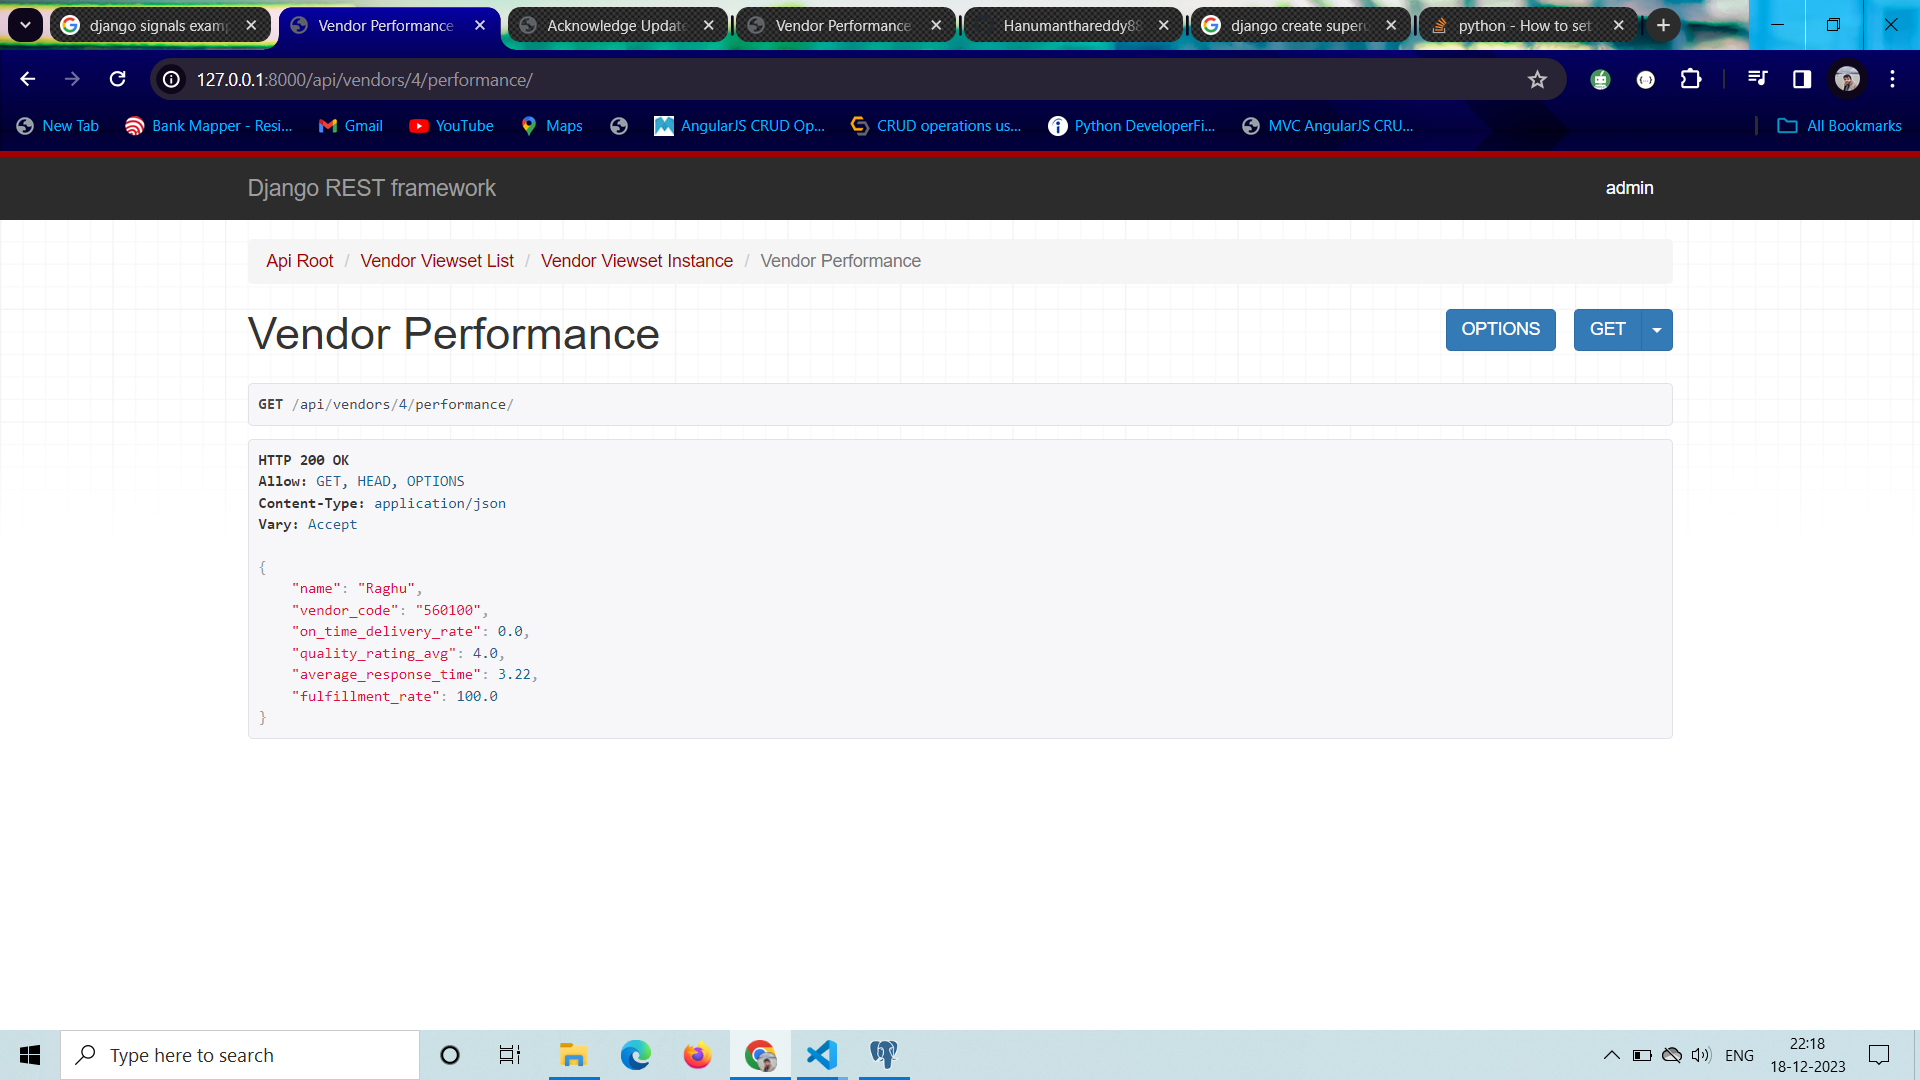 django signals exam
Vendor Performance
Acknowledge Update
Vendor Performance
Hanumanthareddy88
django create superu
python - How to set
127.0.0.1:8000/api/vendors/4/performance/
New Tab
Bank Mapper - Resi...
Gmail
YouTube
Maps
AngularJS CRUD Op...
CRUD operations us...
Python DeveloperFi...
MVC AngularJS CRU...
All Bookmarks
Django REST framework
admin
Api Root / Vendor Viewset List / Vendor Viewset Instance / Vendor Performance
Vendor Performance
OPTIONS
GET
GET /api/vendors/4/performance/
HTTP 200 OK
Allow: GET, HEAD, OPTIONS
Content-Type: application/json
Vary: Accept
{
"name": "Raghu",
"vendor_code": "560100",
"on_time_delivery_rate": 0.0,
"quality_rating_avg": 4.0,
"average_response_time": 3.22,
"fulfillment_rate": 100.0
}
Type here to search
ENG
22:18
18-12-2023